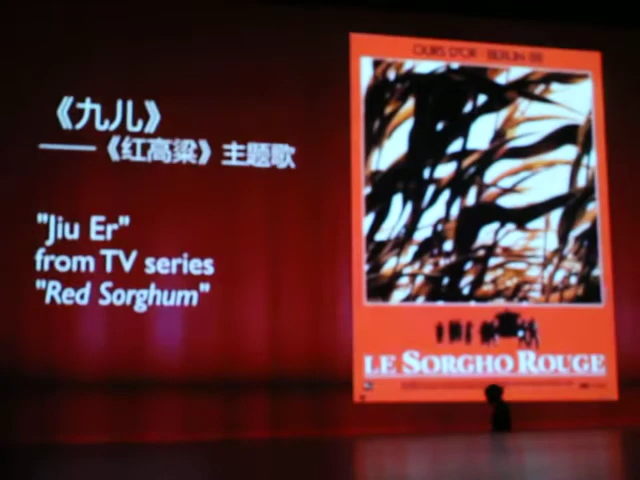 《九儿》
——《红高粱》主题歌
"Jiu Er"
from TV series
"Red Sorghum"
OURS D'OR - BERLIN 88
LE SORGHO ROUGE